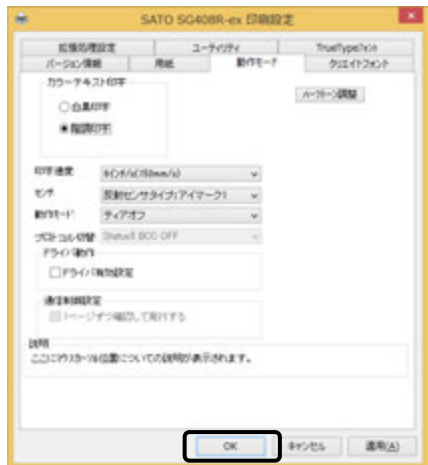 SATO SG408R-ex 印刷設定
拡張処理設定 ユーティリティ TrueTypeフォント
バージョン情報 用紙 動作モード クリエイトフォント
カラーテキスト印字
ハーフトーン調整
白黒印字
階調印字
印字速度 6インチ/s(150mm/s)
センサ 反射センサタイプ(アイマーク)
動作モード ティアオフ
プロトコル切替 Status5 BCC OFF
ドライバ動作
ドライバ有効設定
通信制御設定
1ページずつ確認して発行する
説明
ここにマウスカーソル位置についての説明が表示されます。
OK キャンセル 適用(A)